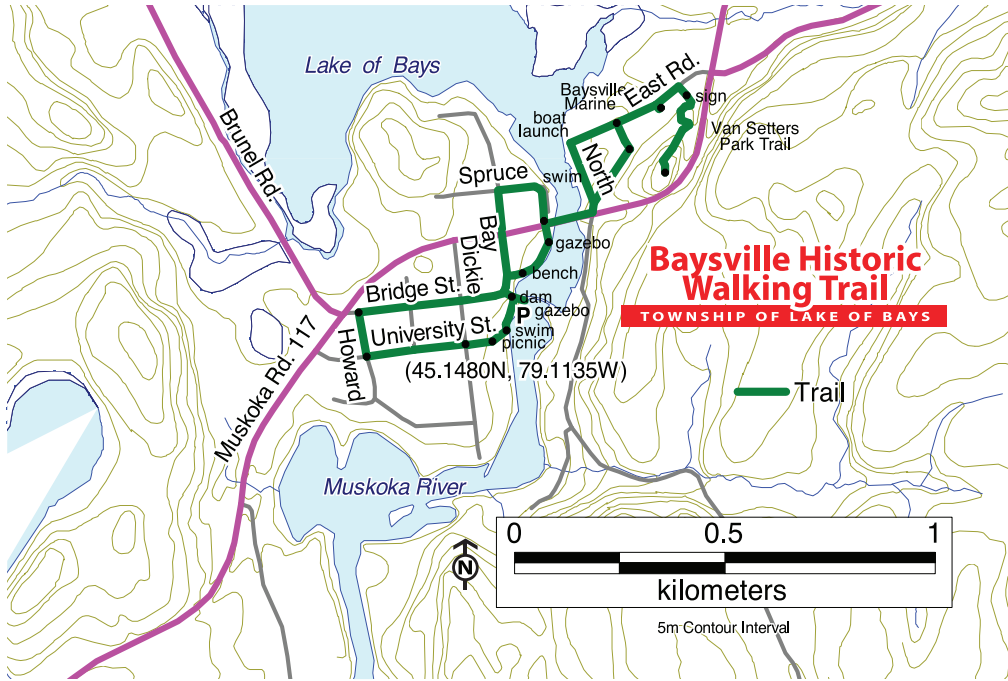 Lake of Bays
Baysville
Marine
East Rd.
sign
boat
launch
Van Setters
Park Trail
Brunel Rd.
North
swim
Spruce
Bay
gazebo
Dickie
bench
Baysville Historic
Walking Trail
TOWNSHIP OF LAKE OF BAYS
Bridge St.
dam
P
gazebo
University St.
swim
picnic
Howard
(45.1480N, 79.1135W)
Muskoka Rd. 117
Trail
Muskoka River
0 0.5 1
kilometers
N
5m Contour Interval